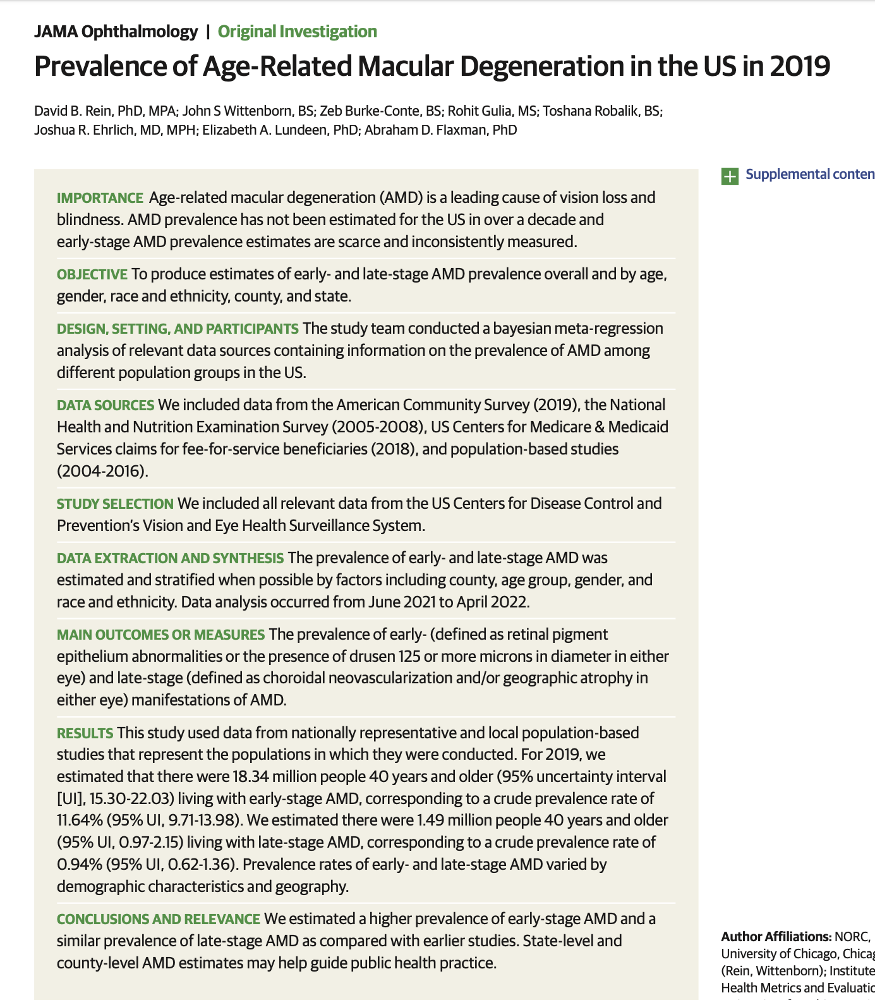 JAMA Ophthalmology | Original Investigation
Prevalence of Age-Related Macular Degeneration in the US in 2019
David B. Rein, PhD, MPA; John S Wittenborn, BS; Zeb Burke-Conte, BS; Rohit Gulia, MS; Toshana Robalik, BS;
Joshua R. Ehrlich, MD, MPH; Elizabeth A. Lundeen, PhD; Abraham D. Flaxman, PhD
IMPORTANCE Age-related macular degeneration (AMD) is a leading cause of vision loss and
blindness. AMD prevalence has not been estimated for the US in over a decade and
early-stage AMD prevalence estimates are scarce and inconsistently measured.
OBJECTIVE To produce estimates of early- and late-stage AMD prevalence overall and by age,
gender, race and ethnicity, county, and state.
DESIGN, SETTING, AND PARTICIPANTS The study team conducted a bayesian meta-regression
analysis of relevant data sources containing information on the prevalence of AMD among
different population groups in the US.
DATA SOURCES We included data from the American Community Survey (2019), the National
Health and Nutrition Examination Survey (2005-2008), US Centers for Medicare & Medicaid
Services claims for fee-for-service beneficiaries (2018), and population-based studies
(2004-2016).
STUDY SELECTION We included all relevant data from the US Centers for Disease Control and
Prevention's Vision and Eye Health Surveillance System.
DATA EXTRACTION AND SYNTHESIS The prevalence of early- and late-stage AMD was
estimated and stratified when possible by factors including county, age group, gender, and
race and ethnicity. Data analysis occurred from June 2021 to April 2022.
MAIN OUTCOMES OR MEASURES The prevalence of early- (defined as retinal pigment
epithelium abnormalities or the presence of drusen 125 or more microns in diameter in either
eye) and late-stage (defined as choroidal neovascularization and/or geographic atrophy in
either eye) manifestations of AMD.
RESULTS This study used data from nationally representative and local population-based
studies that represent the populations in which they were conducted. For 2019, we
estimated that there were 18.34 million people 40 years and older (95% uncertainty interval
[UI], 15.30-22.03) living with early-stage AMD, corresponding to a crude prevalence rate of
11.64% (95% UI, 9.71-13.98). We estimated there were 1.49 million people 40 years and older
(95% UI, 0.97-2.15) living with late-stage AMD, corresponding to a crude prevalence rate of
0.94% (95% UI, 0.62-1.36). Prevalence rates of early- and late-stage AMD varied by
demographic characteristics and geography.
CONCLUSIONS AND RELEVANCE We estimated a higher prevalence of early-stage AMD and a
similar prevalence of late-stage AMD as compared with earlier studies. State-level and
county-level AMD estimates may help guide public health practice.
Supplemental conten
Author Affiliations: NORC,
University of Chicago, Chicag
(Rein, Wittenborn); Institute
Health Metrics and Evaluatio